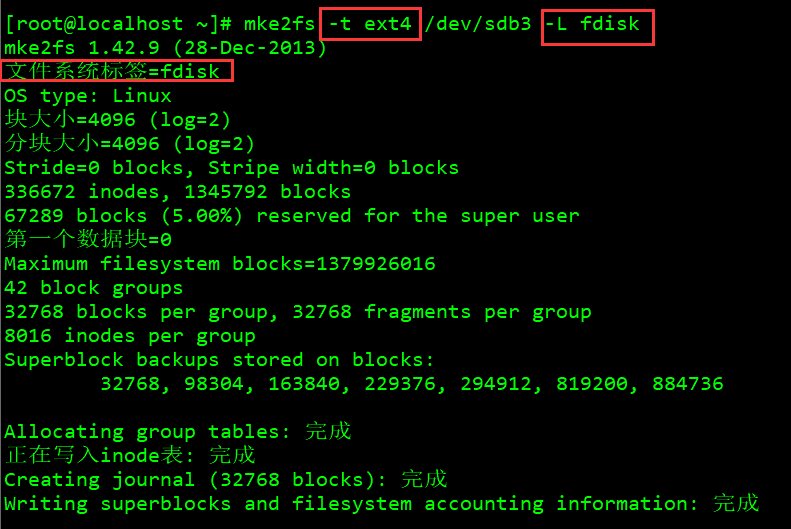 [root@localhost ~]# mke2fs -t ext4 /dev/sdb3 -L fdisk
mke2fs 1.42.9 (28-Dec-2013)
文件系统标签=fdisk
OS type: Linux
块大小=4096 (log=2)
分块大小=4096 (log=2)
Stride=0 blocks, Stripe width=0 blocks
336672 inodes, 1345792 blocks
67289 blocks (5.00%) reserved for the super user
第一个数据块=0
Maximum filesystem blocks=1379926016
42 block groups
32768 blocks per group, 32768 fragments per group
8016 inodes per group
Superblock backups stored on blocks:
32768, 98304, 163840, 229376, 294912, 819200, 884736
Allocating group tables: 完成
正在写入inode表: 完成
Creating journal (32768 blocks): 完成
Writing superblocks and filesystem accounting information: 完成